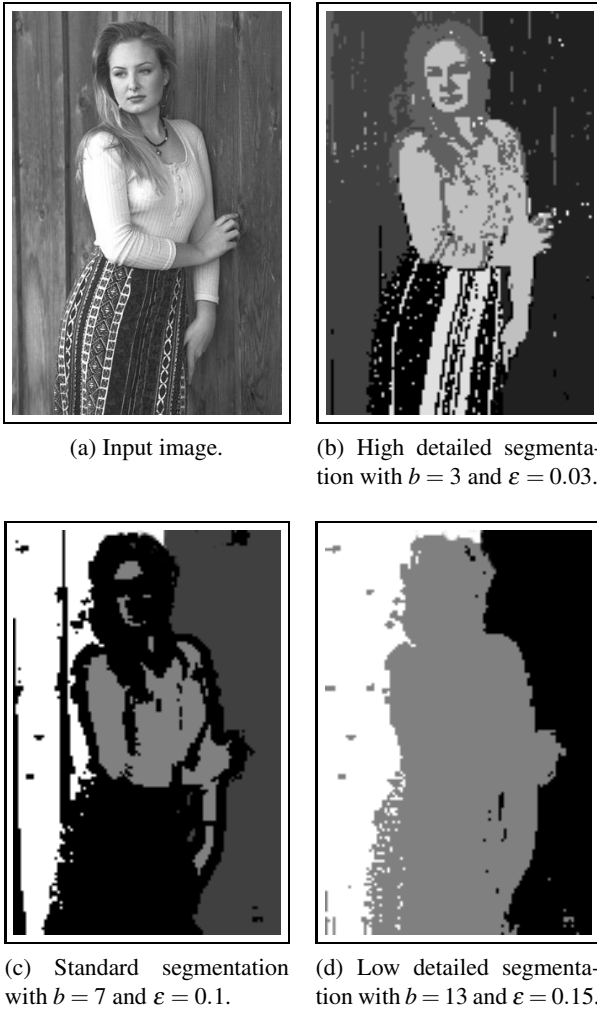 (a) Input image.
(b) High detailed segmenta-
tion with b = 3 and ε = 0.03.
(c) Standard segmentation
with b = 7 and ε = 0.1.
(d) Low detailed segmenta-
tion with b = 13 and ε = 0.15.